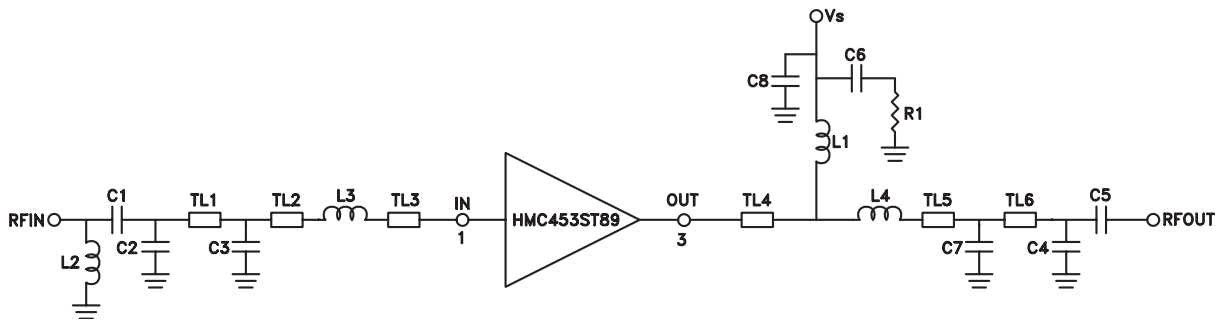 Vs
C6
C8
R1
L1
RFIN
C1
TL1
TL2
L3
TL3
IN
1
HMC453ST89
OUT
3
TL4
L4
TL5
TL6
C5
RFOUT
L2
C2
C3
C7
C4